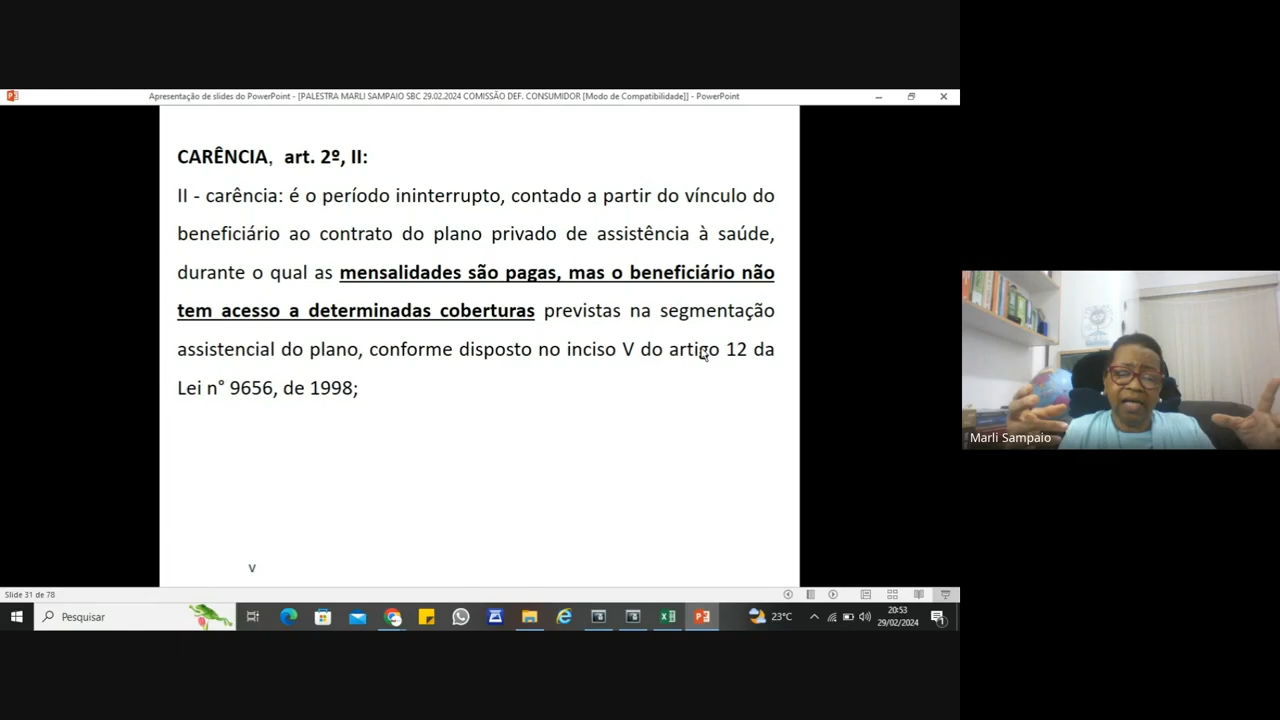 Apresentação de slides do PowerPoint - [PALESTRA MARLI SAMPAIO SBC 29.02.2024 COMISSÃO DEF. CONSUMIDOR [Modo de Compatibilidade]] - PowerPoint
CARÊNCIA, art. 2º, II:
II - carência: é o período ininterrupto, contado a partir do vínculo do
beneficiário ao contrato do plano privado de assistência à saúde,
durante o qual as mensalidades são pagas, mas o beneficiário não
tem acesso a determinadas coberturas previstas na segmentação
assistencial do plano, conforme disposto no inciso V do artigo 12 da
Lei n° 9656, de 1998;
v
Marli Sampaio
Slide 31 de 78
Pesquisar
23°C
20:53
29/02/2024
1